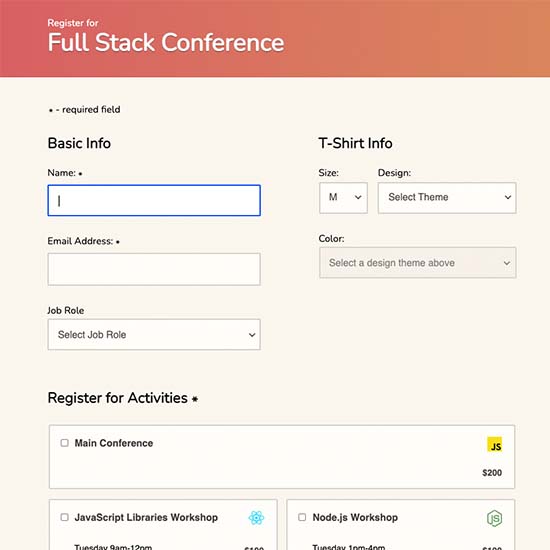 Register for
Full Stack Conference
* - required field
Basic Info
Name: *
Email Address: *
Job Role
Select Job Role
T-Shirt Info
Size:
M
Design:
Select Theme
Color:
Select a design theme above
Register for Activities *
Main Conference
JS
$200
JavaScript Libraries Workshop
Tuesday 9am-12pm
$100
Node.js Workshop
JS
Tuesday 1pm-4pm
$100